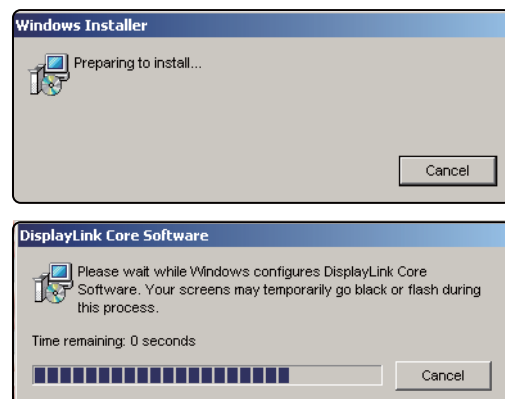 Windows Installer
Preparing to install...
Cancel
DisplayLink Core Software
Please wait while Windows configures DisplayLink Core
Software. Your screens may temporarily go black or flash during
this process.
Time remaining: 0 seconds
Cancel